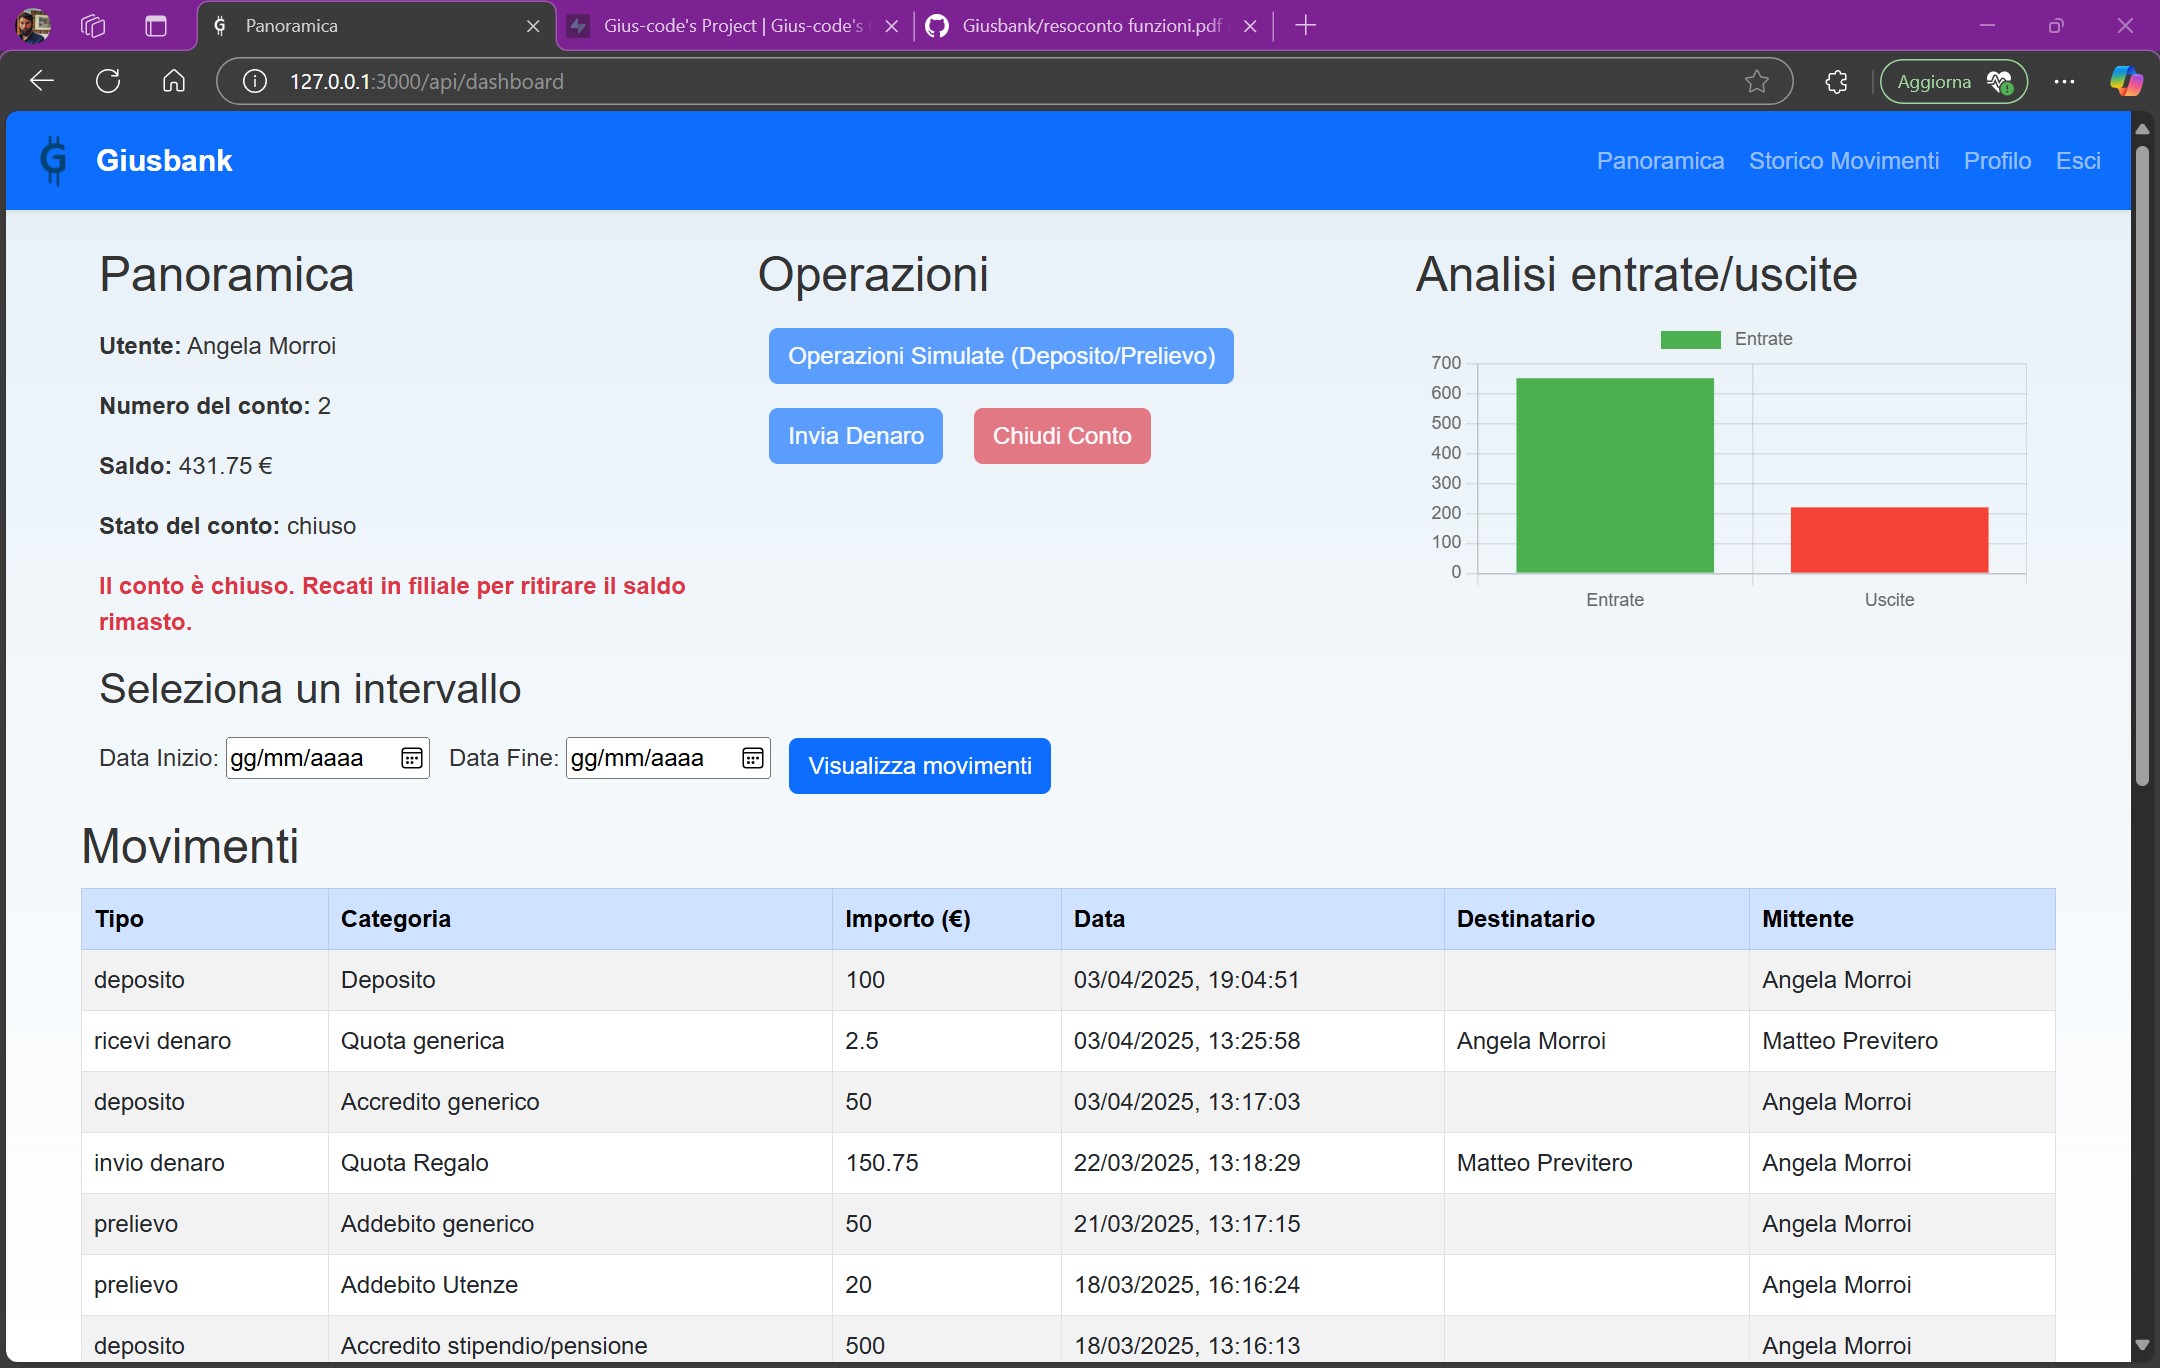 Panoramica
Gius-code's Project | Gius-code's
Giusbank/resoconto funzioni.pdf
127.0.0.1:3000/api/dashboard
Aggiorna
Giusbank
Panoramica Storico Movimenti Profilo Esci
Panoramica
Utente: Angela Morroi
Numero del conto: 2
Saldo: 431.75 €
Stato del conto: chiuso
Il conto è chiuso. Recati in filiale per ritirare il saldo
rimasto.
Operazioni
Operazioni Simulate (Deposito/Prelievo)
Invia Denaro Chiudi Conto
Analisi entrate/uscite
Entrate
700
600
500
400
300
200
100
0
Entrate Uscite
Seleziona un intervallo
Data Inizio: gg/mm/aaaa Data Fine: gg/mm/aaaa Visualizza movimenti
Movimenti
Tipo Categoria Importo (€) Data Destinatario Mittente
deposito Deposito 100 03/04/2025, 19:04:51 Angela Morroi
ricevi denaro Quota generica 2.5 03/04/2025, 13:25:58 Angela Morroi Matteo Previtero
deposito Accredito generico 50 03/04/2025, 13:17:03 Angela Morroi
invio denaro Quota Regalo 150.75 22/03/2025, 13:18:29 Matteo Previtero Angela Morroi
prelievo Addebito generico 50 21/03/2025, 13:17:15 Angela Morroi
prelievo Addebito Utenze 20 18/03/2025, 16:16:24 Angela Morroi
deposito Accredito stipendio/pensione 500 18/03/2025, 13:16:13 Angela Morroi